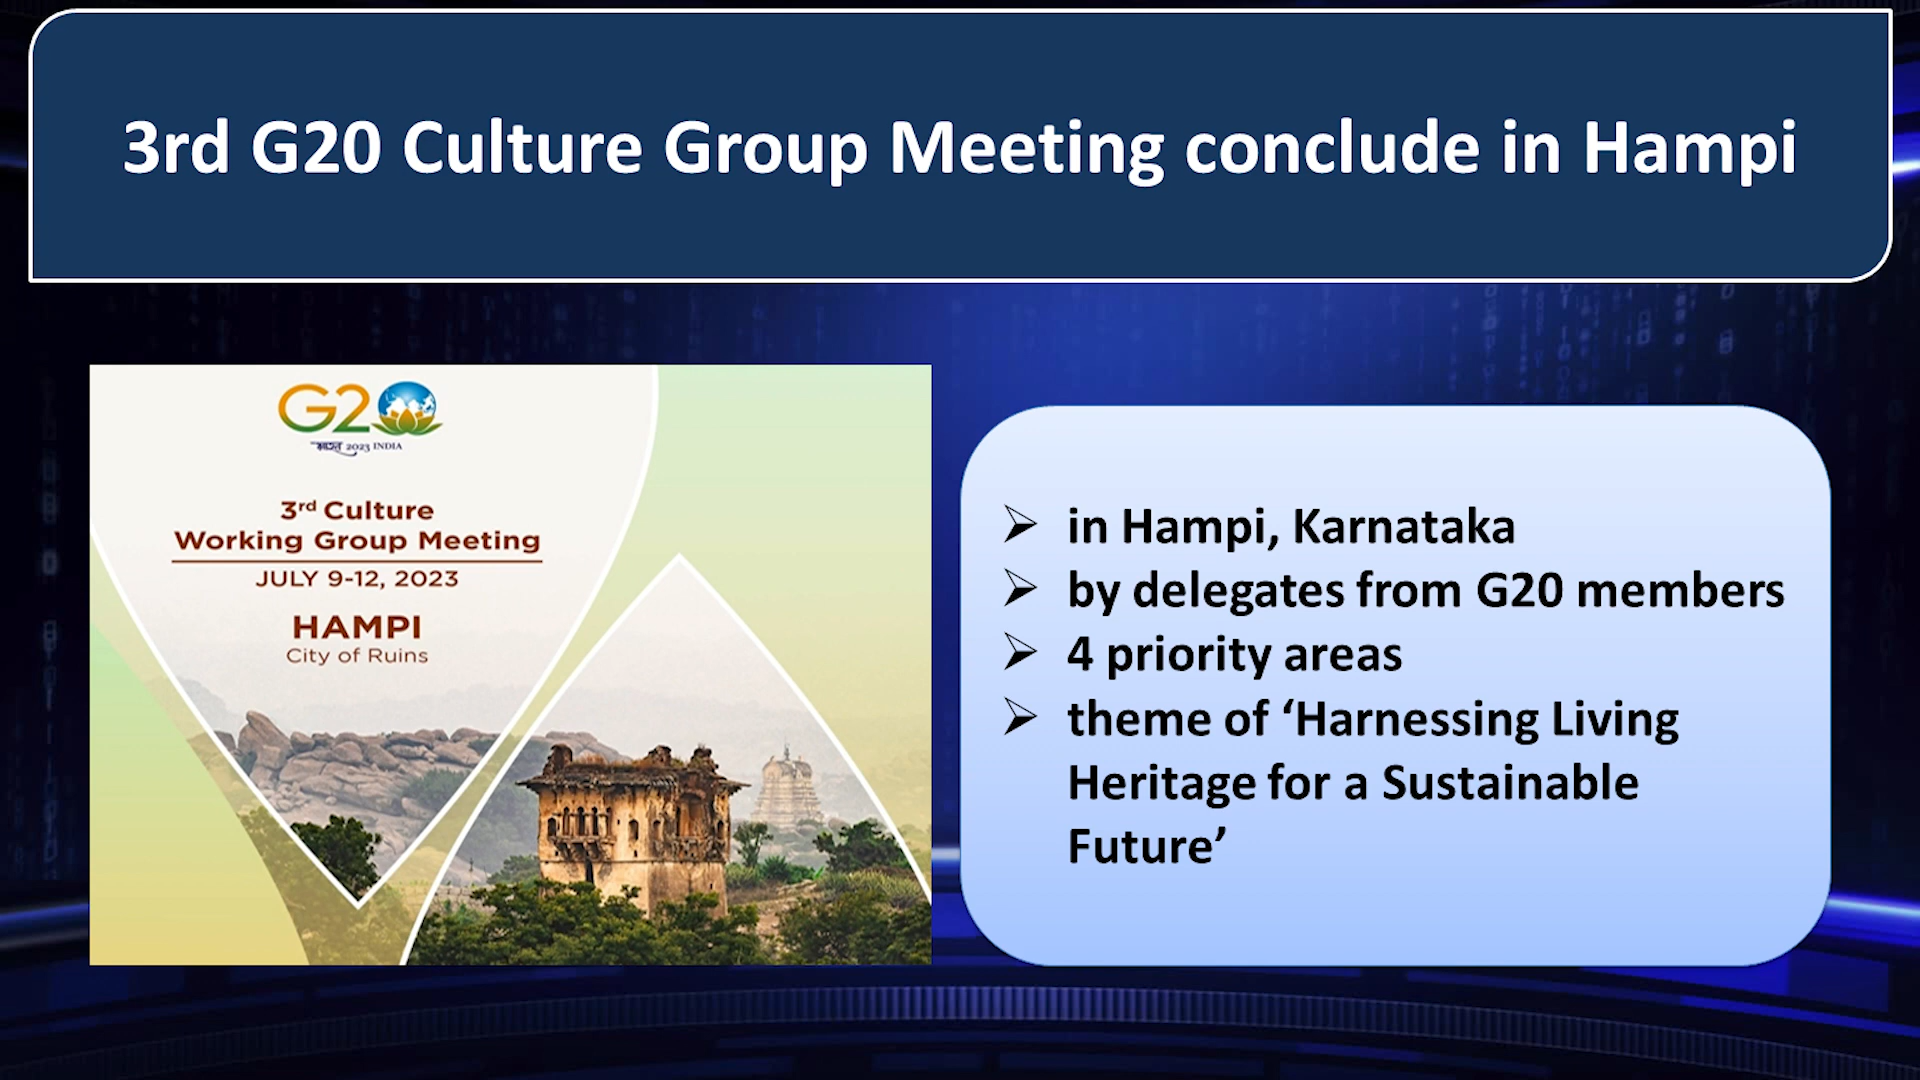 3rd G20 Culture Group Meeting conclude in Hampi
G20
भारत 2023 INDIA
3rd Culture
Working Group Meeting
JULY 9-12, 2023
HAMPI
City of Ruins
➢ in Hampi, Karnataka
➢ by delegates from G20 members
➢ 4 priority areas
➢ theme of ‘Harnessing Living
Heritage for a Sustainable
Future’